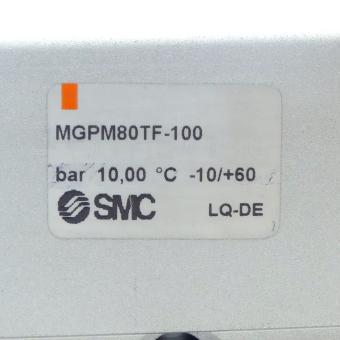 MGPM80TF-100
bar 10,00 °C -10/+60
SMC LQ-DE